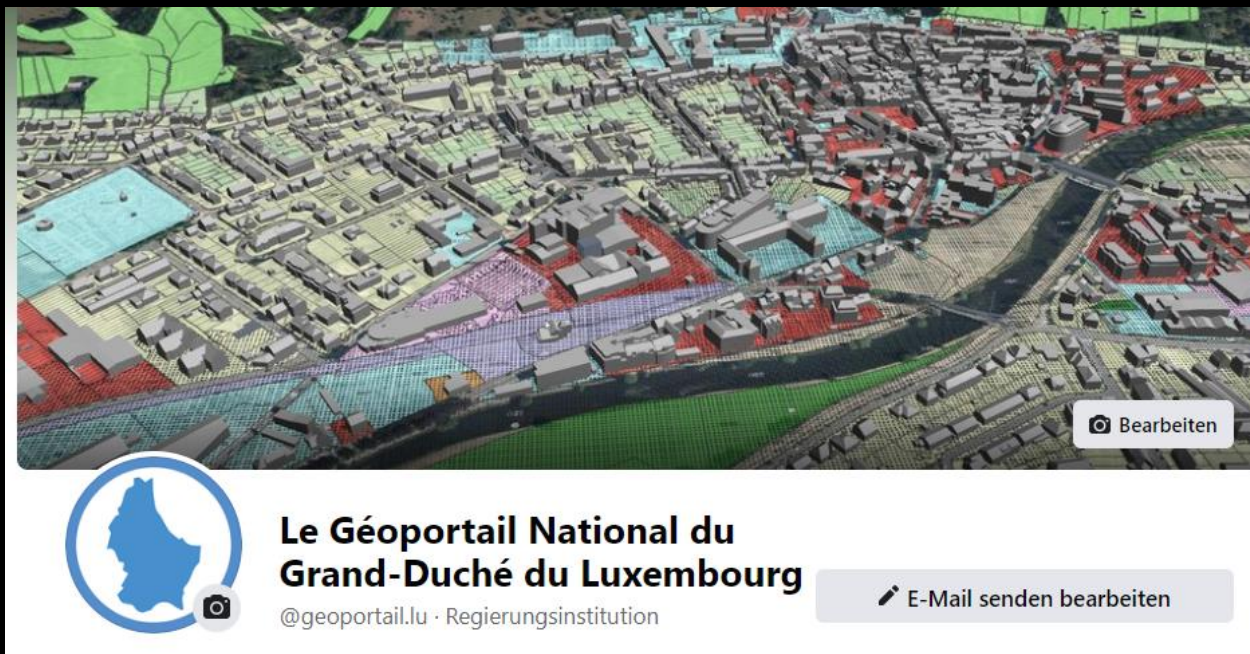 Bearbeiten
Le Géoportail National du
Grand-Duché du Luxembourg
@geoportail.lu · Regierungsinstitution
E-Mail senden bearbeiten